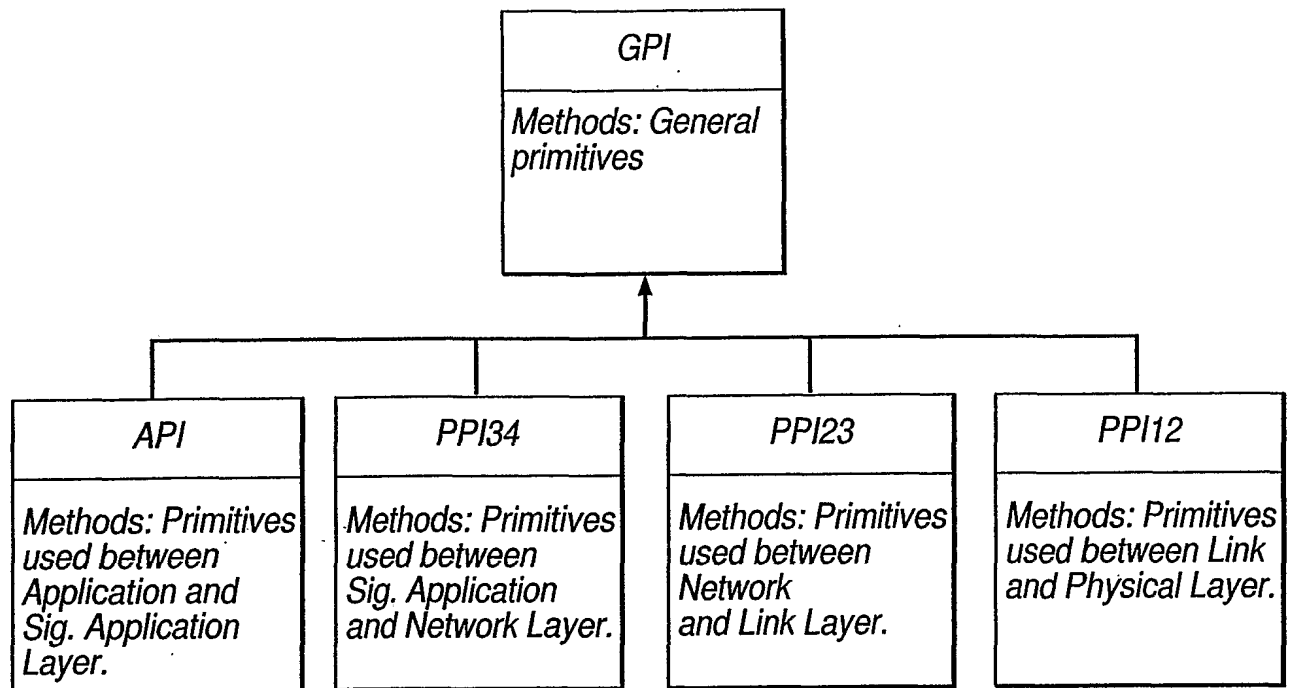 GPI
Methods: General
primitives
API
Methods: Primitives
used between
Application and
Sig. Application
Layer.
PPI34
Methods: Primitives
used between
Sig. Application
and Network Layer.
PPI23
Methods: Primitives
used between
Network
and Link Layer.
PPI12
Methods: Primitives
used between Link
and Physical Layer.